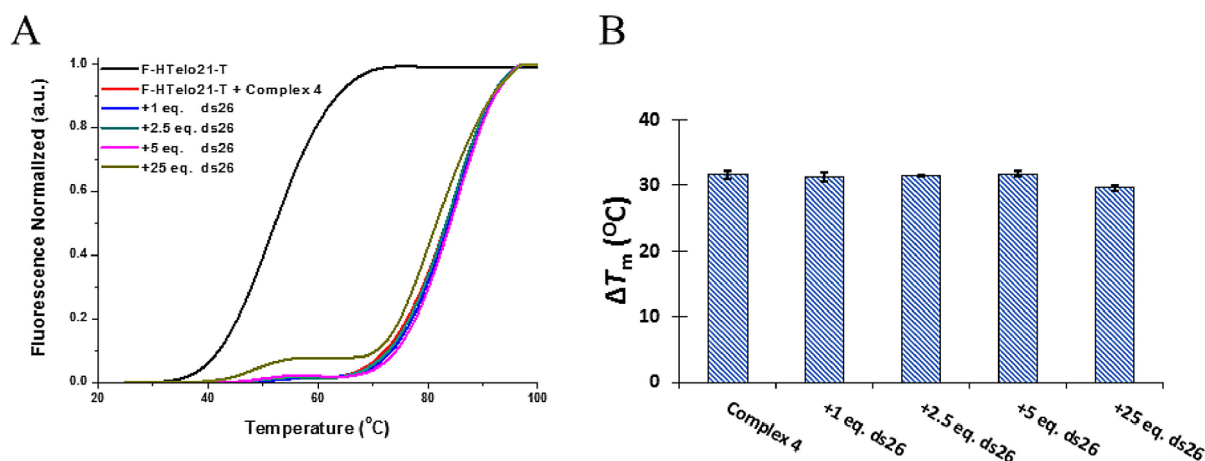 A
F-HTelo21-T
F-HTelo21-T + Complex 4
+1 eq. ds26
+2.5 eq. ds26
+5 eq. ds26
+25 eq. ds26
Fluorescence Normalized (a.u.)
1.0
0.8
0.6
0.4
0.2
0.0
20
40
60
80
100
Temperature (°C)
B
ΔTm (°C)
40
30
20
10
0
Complex 4
+1 eq. ds26
+2.5 eq. ds26
+5 eq. ds26
+25 eq. ds26